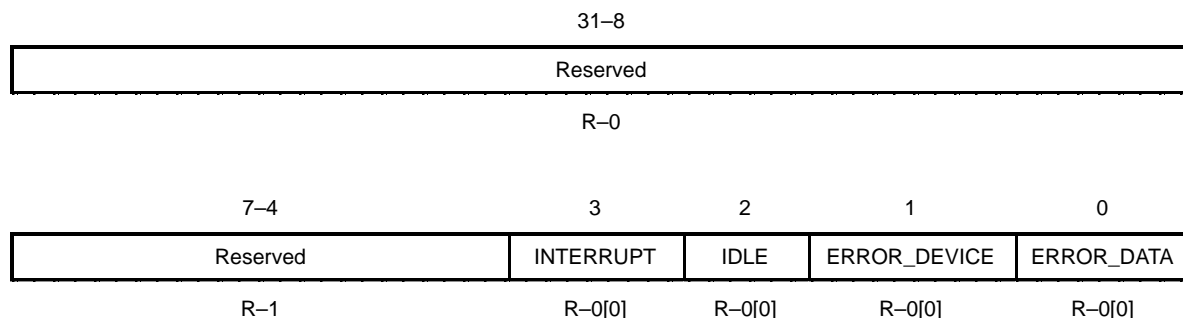 31–8
Reserved
R–0
7–4 3 2 1 0
Reserved INTERRUPT IDLE ERROR_DEVICE ERROR_DATA
R–1 R–0[0] R–0[0] R–0[0] R–0[0]